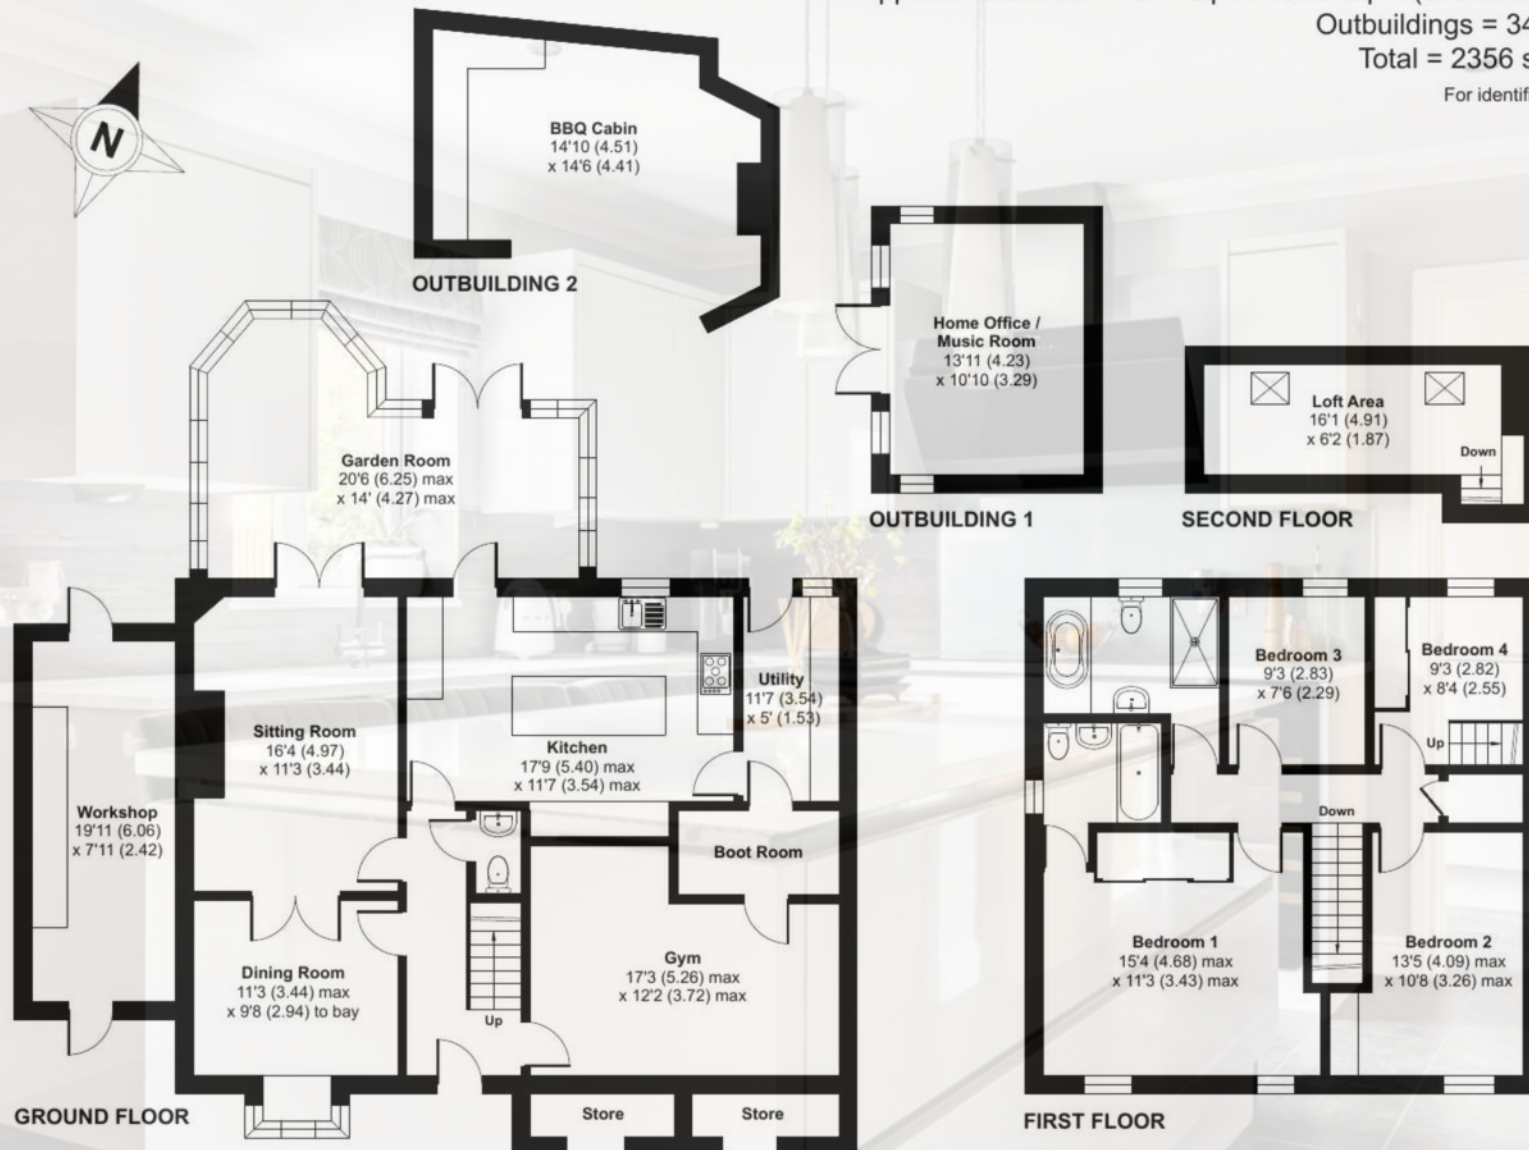 Outbuildings = 34
Total = 2356 s
For identif
N
BBQ Cabin
14'10 (4.51)
x 14'6 (4.41)
OUTBUILDING 2
Home Office /
Music Room
13'11 (4.23)
x 10'10 (3.29)
OUTBUILDING 1
Loft Area
16'1 (4.91)
x 6'2 (1.87)
Down
SECOND FLOOR
Garden Room
20'6 (6.25) max
x 14' (4.27) max
Sitting Room
16'4 (4.97)
x 11'3 (3.44)
Kitchen
17'9 (5.40) max
x 11'7 (3.54) max
Utility
11'7 (3.54)
x 5' (1.53)
Workshop
19'11 (6.06)
x 7'11 (2.42)
Boot Room
Dining Room
11'3 (3.44) max
x 9'8 (2.94) to bay
Up
Gym
17'3 (5.26) max
x 12'2 (3.72) max
Store
Store
GROUND FLOOR
Bedroom 3
9'3 (2.83)
x 7'6 (2.29)
Bedroom 4
9'3 (2.82)
x 8'4 (2.55)
Up
Down
Bedroom 1
15'4 (4.68) max
x 11'3 (3.43) max
Bedroom 2
13'5 (4.09) max
x 10'8 (3.26) max
FIRST FLOOR